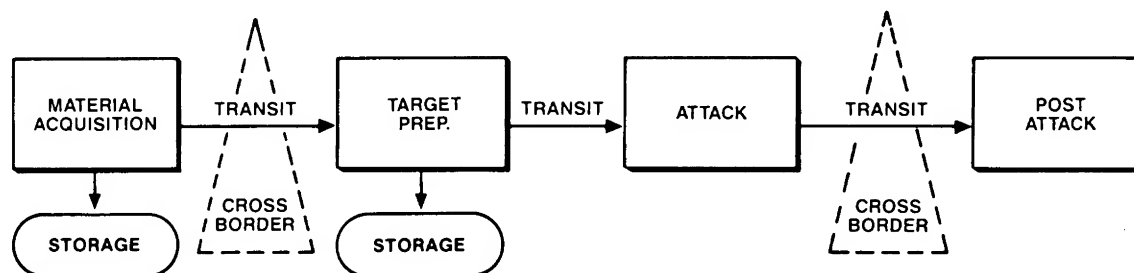 MATERIAL
ACQUISITION
TRANSIT
CROSS
BORDER
TARGET
PREP.
TRANSIT
ATTACK
TRANSIT
CROSS
BORDER
POST
ATTACK
STORAGE
STORAGE